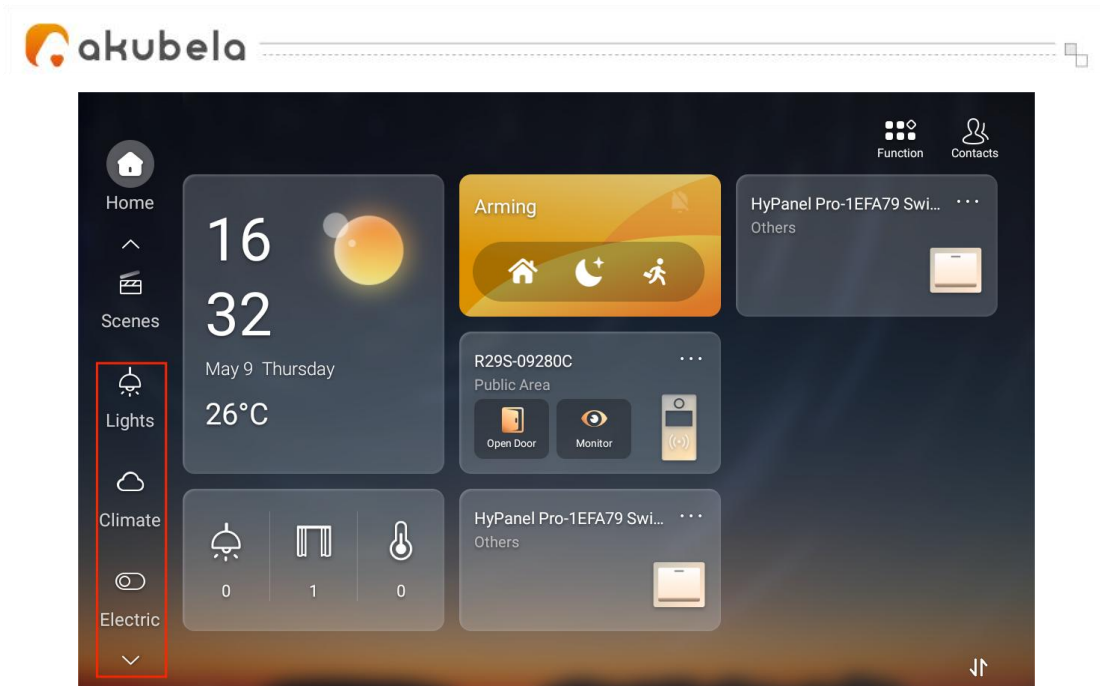 akubela
Function
Contacts
Home
Scenes
Lights
Climate
Electric
16
32
May 9 Thursday
26°C
0
1
0
Arming
R29S-09280C
Public Area
Open Door
Monitor
HyPanel Pro-1EFA79 Swi...
Others
HyPanel Pro-1EFA79 Swi...
Others